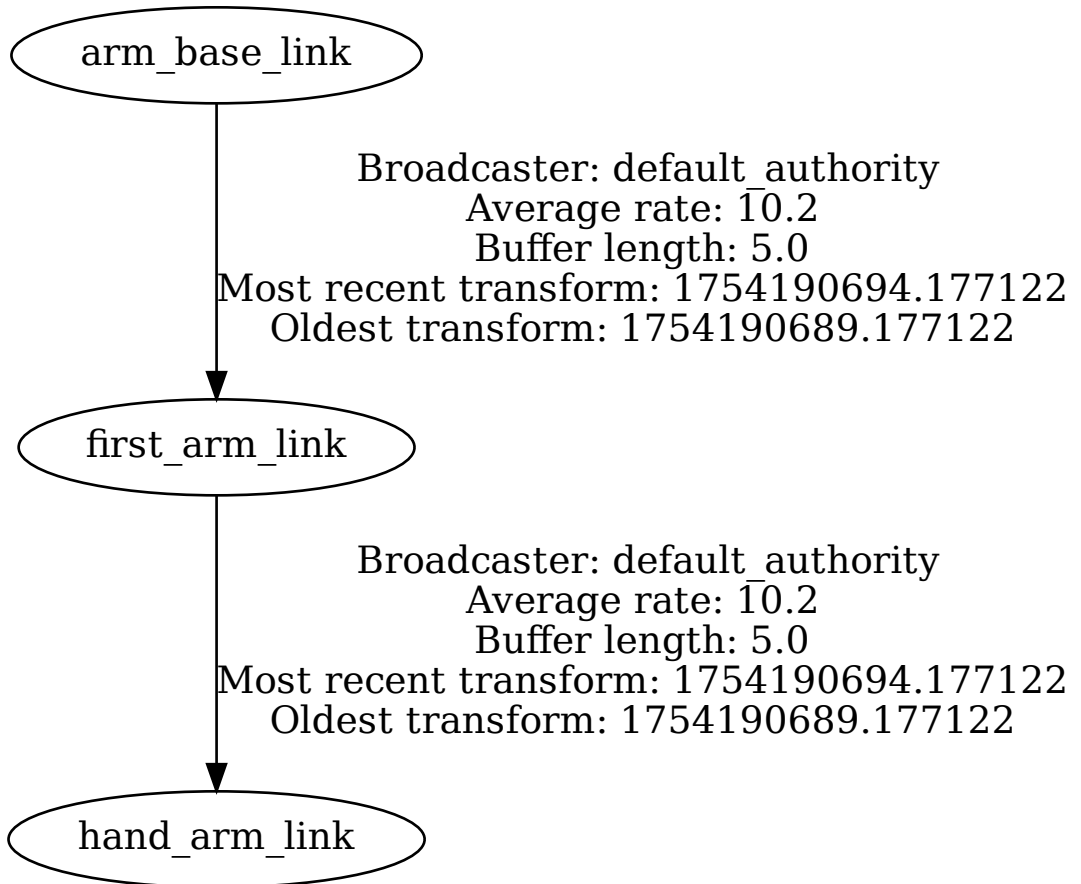 arm_base_link
Broadcaster: default_authority
Average rate: 10.2
Buffer length: 5.0
Most recent transform: 1754190694.177122
Oldest transform: 1754190689.177122
first_arm_link
Broadcaster: default_authority
Average rate: 10.2
Buffer length: 5.0
Most recent transform: 1754190694.177122
Oldest transform: 1754190689.177122
hand_arm_link